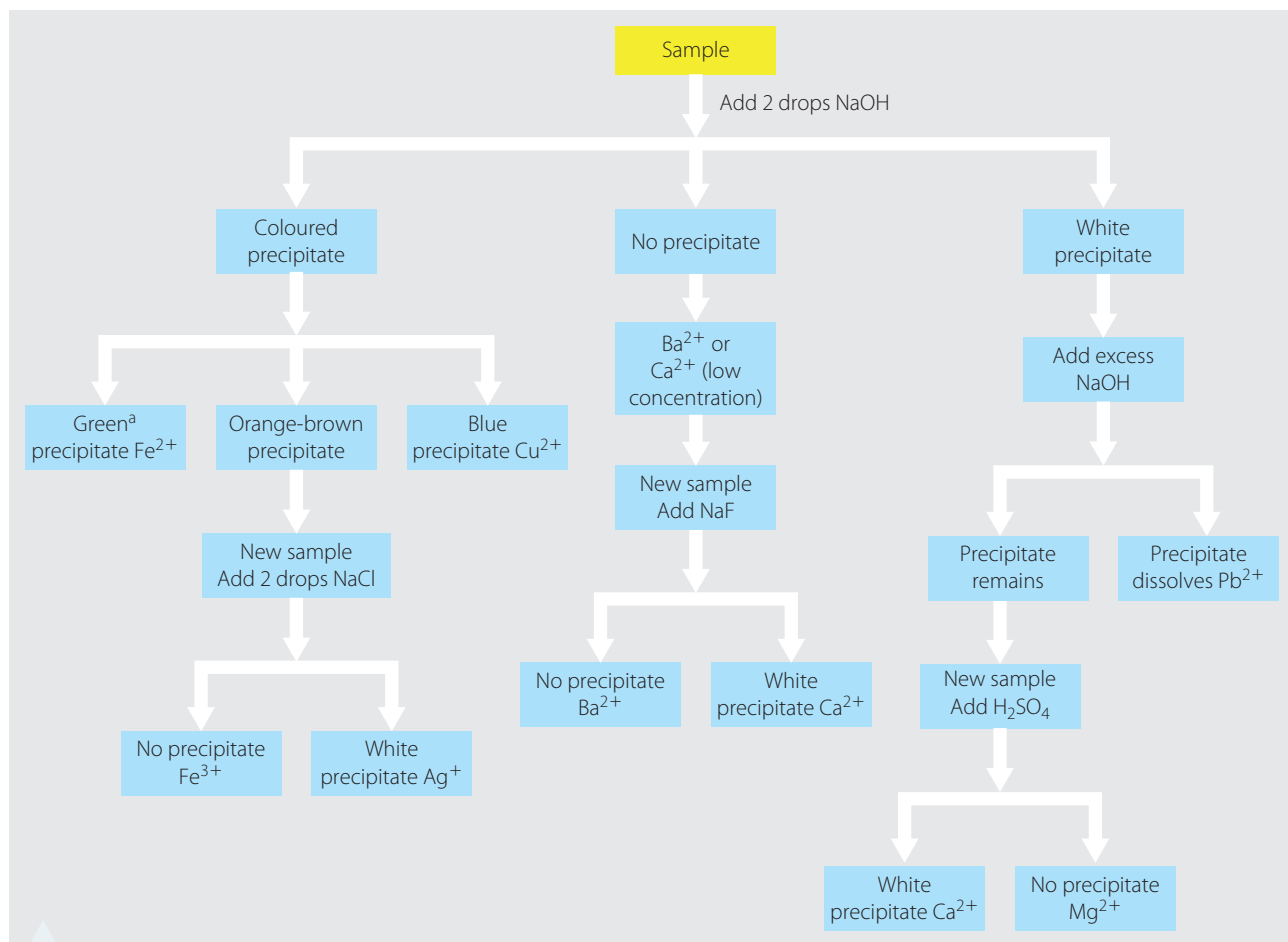 Sample
Add 2 drops NaOH
Coloured
precipitate
No precipitate
White
precipitate
Ba²⁺ or
Ca²⁺ (low
concentration)
Add excess
NaOH
Greenᵃ
precipitate Fe²⁺
Orange-brown
precipitate
Blue
precipitate Cu²⁺
New sample
Add NaF
New sample
Add 2 drops NaCl
Precipitate
remains
Precipitate
dissolves Pb²⁺
No precipitate
Ba²⁺
White
precipitate Ca²⁺
New sample
Add H₂SO₄
No precipitate
Fe³⁺
White
precipitate Ag⁺
White
precipitate Ca²⁺
No precipitate
Mg²⁺